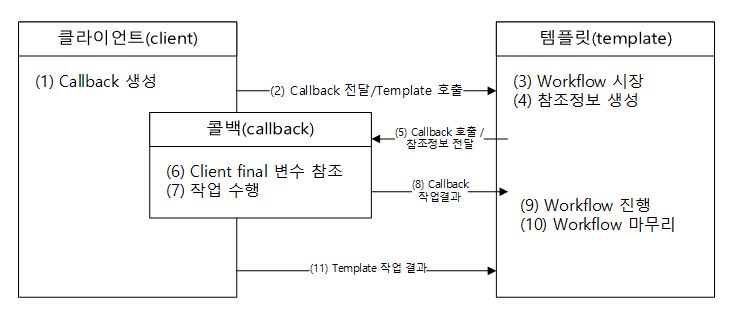 클라이언트(client)
템플릿(template)
(1) Callback 생성
(2) Callback 전달/Template 호출
(3) Workflow 시장
(4) 참조정보 생성
콜백(callback)
(5) Callback 호출 /
참조정보 전달
(6) Client final 변수 참조
(7) 작업 수행
(8) Callback
작업결과
(9) Workflow 진행
(10) Workflow 마무리
(11) Template 작업 결과